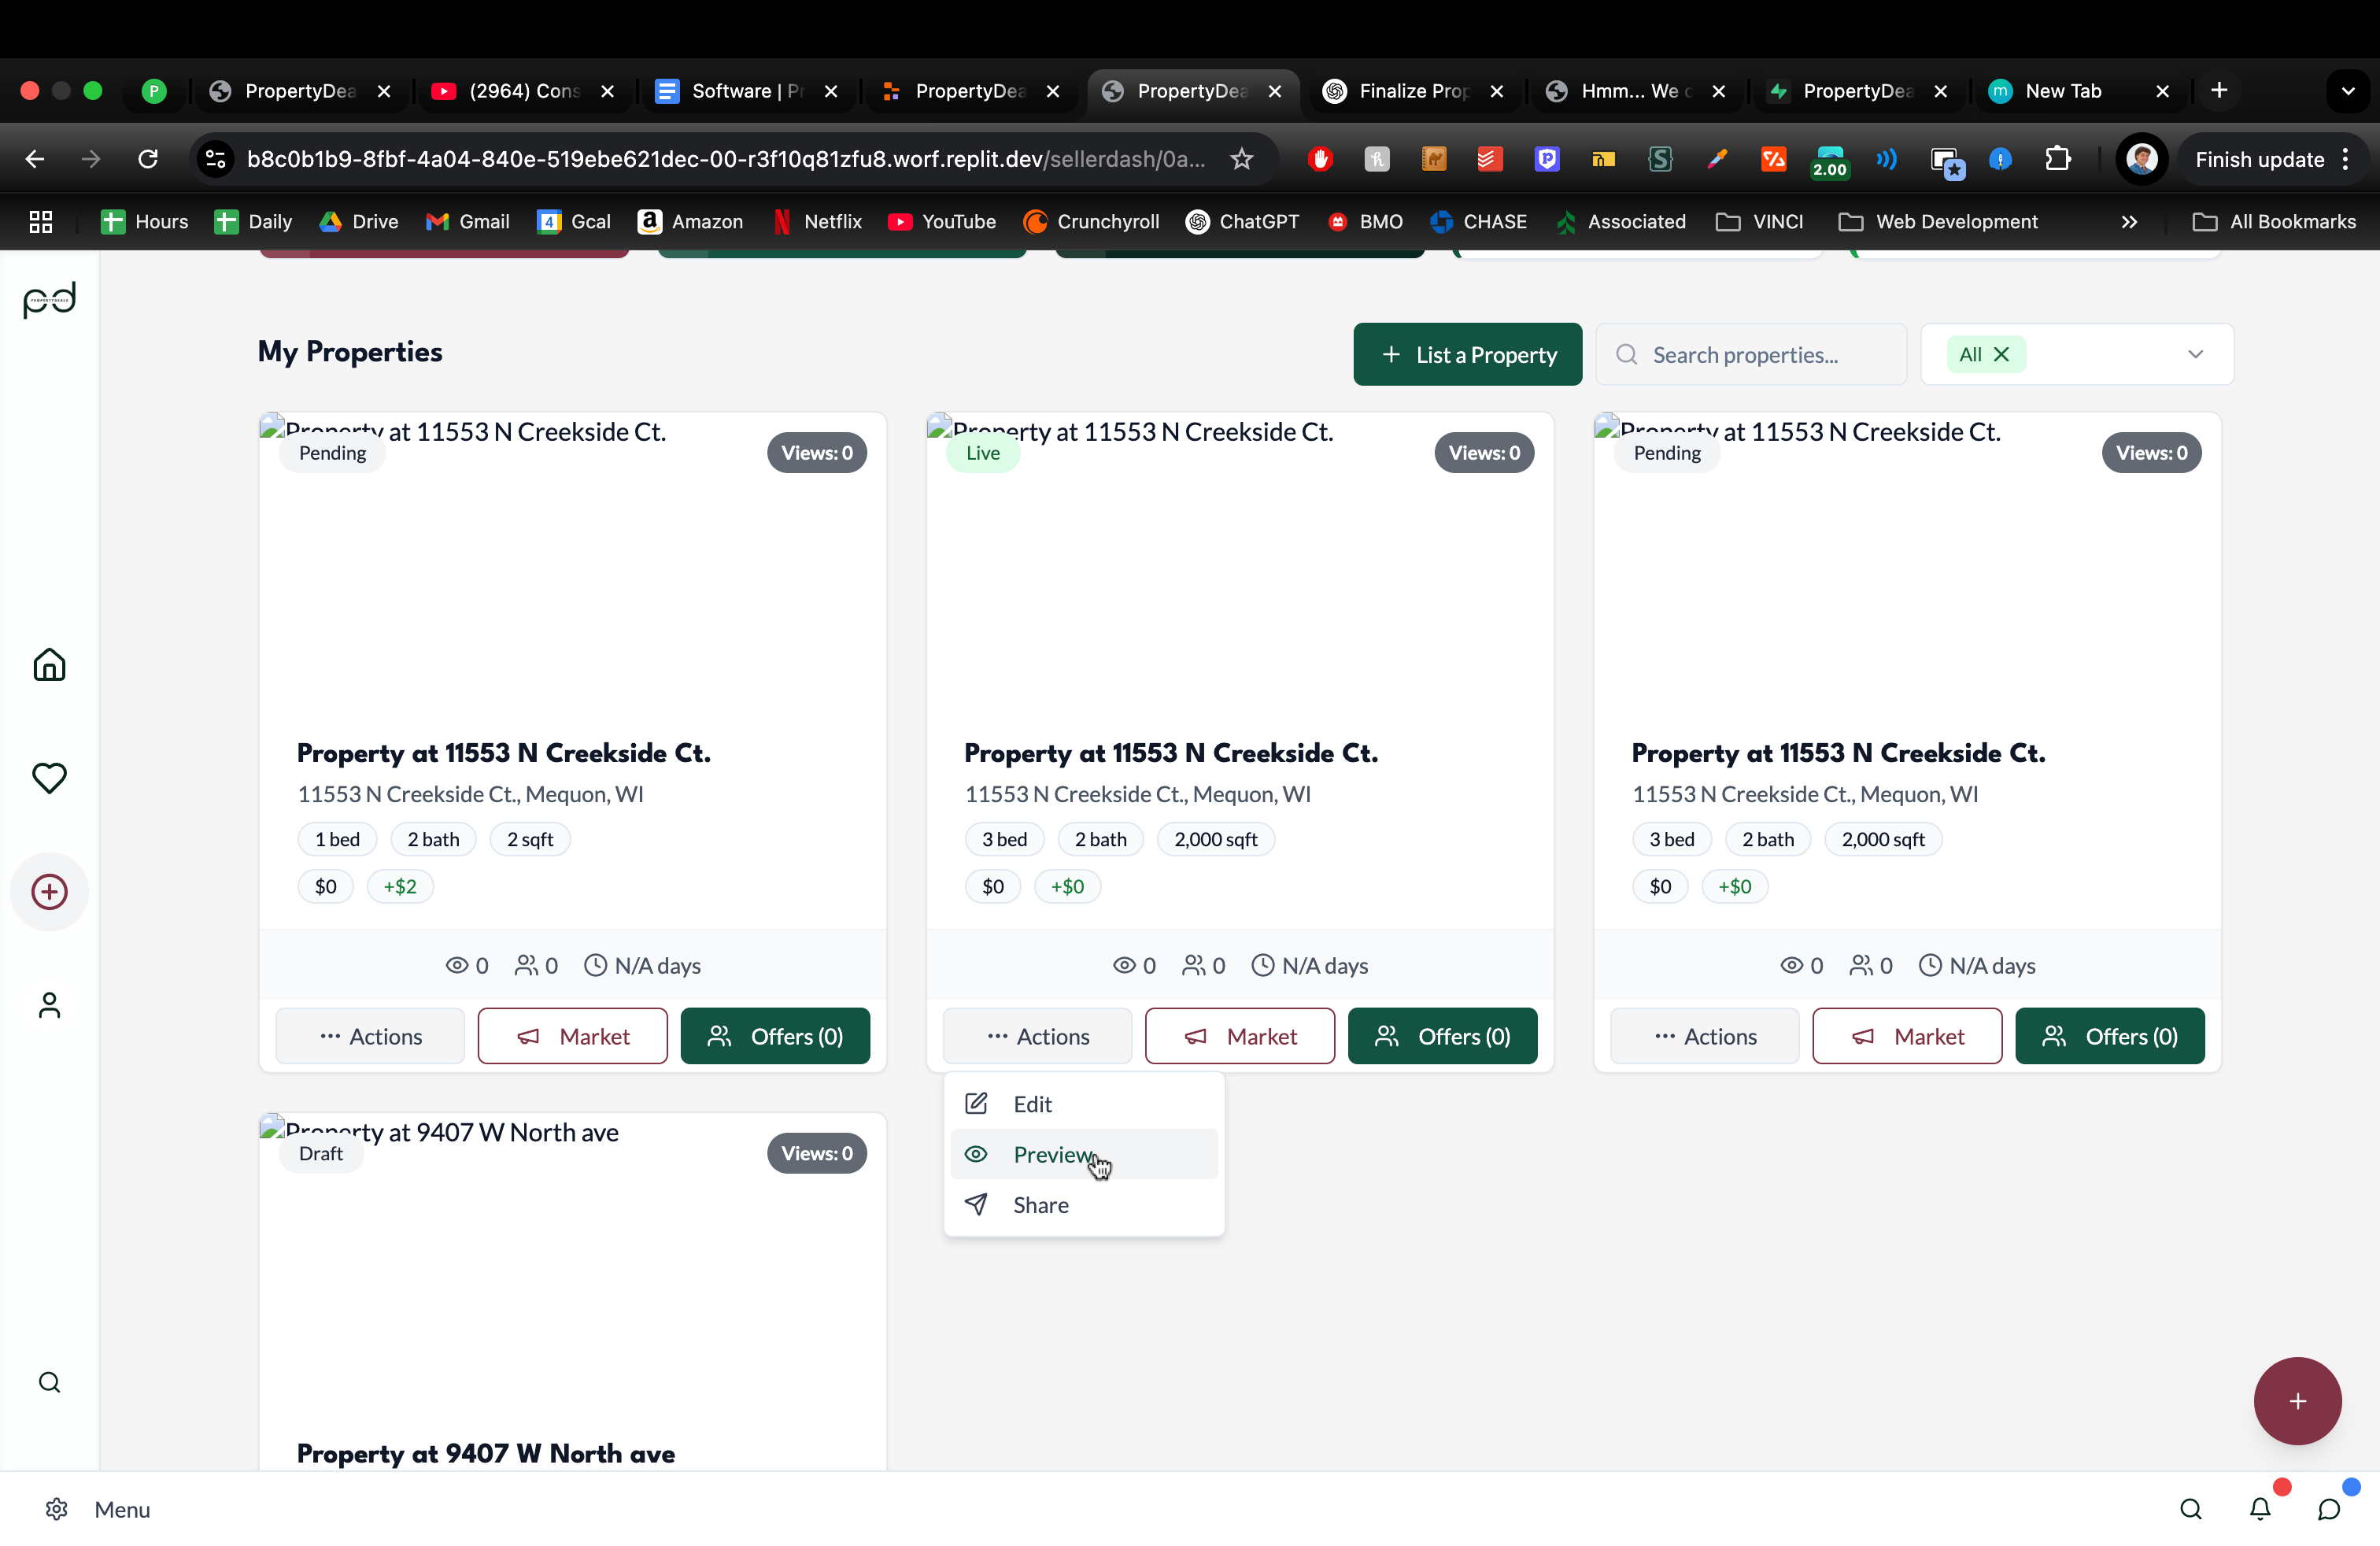 P
PropertyDea
(2964) Cons
Software | Pr
PropertyDea
PropertyDea
Finalize Prop
Hmm... We c
PropertyDea
m
New Tab
b8c0b1b9-8fbf-4a04-840e-519ebe621dec-00-r3f10q81zfu8.worf.replit.dev/sellerdash/0a...
2.00
Finish update
Hours
Daily
Drive
Gmail
4
Gcal
a
Amazon
Netflix
YouTube
Crunchyroll
ChatGPT
BMO
CHASE
Associated
VINCI
Web Development
All Bookmarks
pd
My Properties
+ List a Property
Search properties...
All
Property at 11553 N Creekside Ct.
Pending
Views: 0
Property at 11553 N Creekside Ct.
11553 N Creekside Ct., Mequon, WI
1 bed 2 bath 2 sqft
$0 +$2
0 0 N/A days
Actions Market Offers (0)
Property at 11553 N Creekside Ct.
Live
Views: 0
Property at 11553 N Creekside Ct.
11553 N Creekside Ct., Mequon, WI
3 bed 2 bath 2,000 sqft
$0 +$0
0 0 N/A days
Actions Market Offers (0)
Edit
Preview
Share
Property at 11553 N Creekside Ct.
Pending
Views: 0
Property at 11553 N Creekside Ct.
11553 N Creekside Ct., Mequon, WI
3 bed 2 bath 2,000 sqft
$0 +$0
0 0 N/A days
Actions Market Offers (0)
Property at 9407 W North ave
Draft
Views: 0
Property at 9407 W North ave
Menu